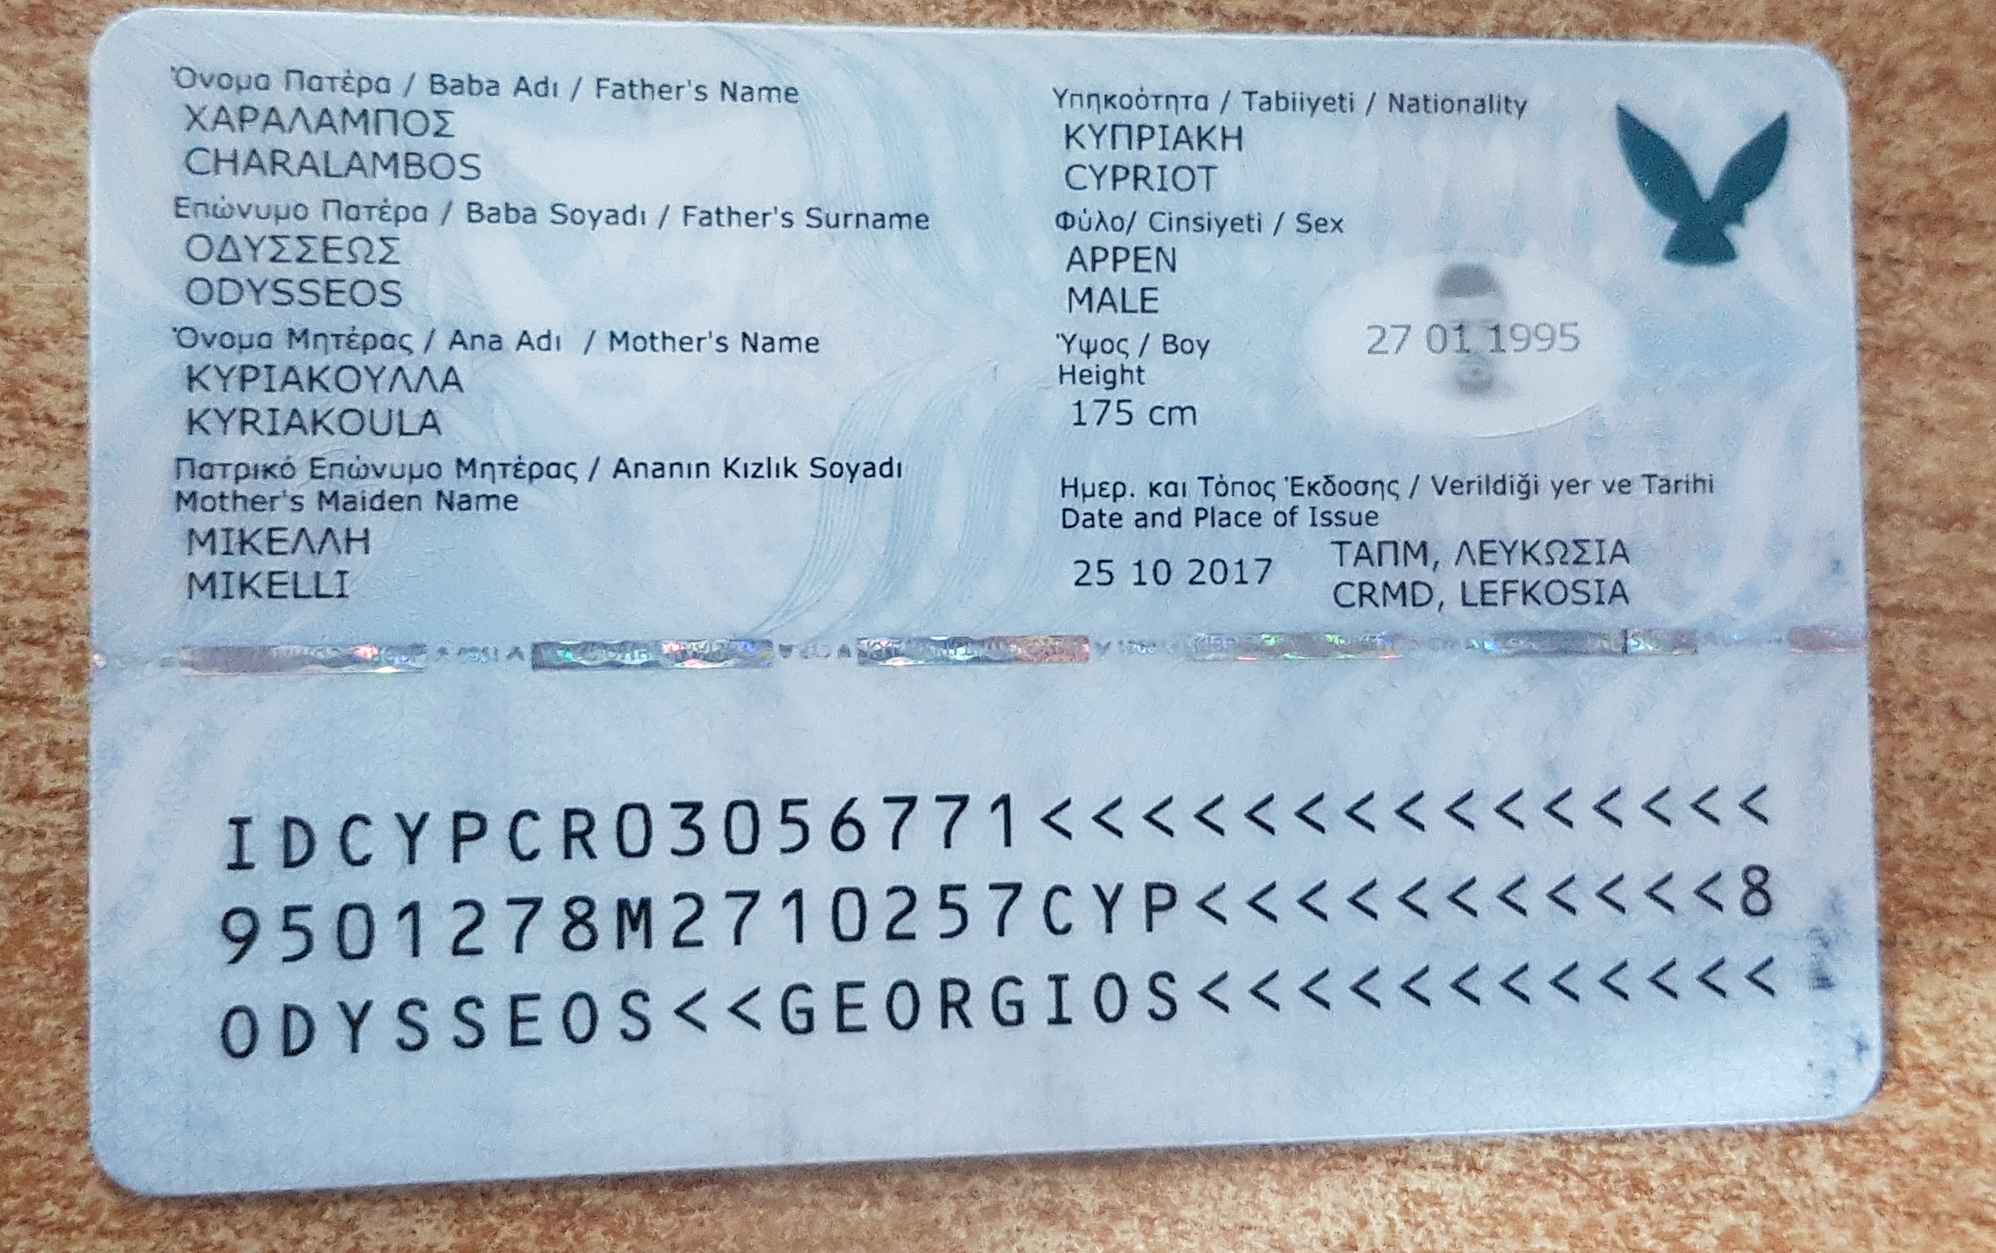 Όνομα Πατέρα / Baba Adı / Father's Name
ΧΑΡΑΛΑΜΠΟΣ
CHARALAMBOS
Επώνυμο Πατέρα / Baba Soyadı / Father's Surname
ΟΔΥΣΣΕΩΣ
ODYSSEOS
Όνομα Μητέρας / Ana Adı / Mother's Name
ΚΥΡΙΑΚΟΥΛΛΑ
KYRIAKOULA
Πατρικό Επώνυμο Μητέρας / Ananın Kızlık Soyadı
Mother's Maiden Name
ΜΙΚΕΛΛΗ
MIKELLI
Υπηκοότητα / Tabiiyeti / Nationality
ΚΥΠΡΙΑΚΗ
CYPRIOT
Φύλο/ Cinsiyeti / Sex
ΑΡΡΕΝ
MALE
Ύψος / Boy
Height
175 cm
27 01 1995
Ημερ. και Τόπος Έκδοσης / Verildiği yer ve Tarihi
Date and Place of Issue
25 10 2017
ΤΑΠΜ, ΛΕΥΚΩΣΙΑ
CRMD, LEFKOSIA
IDCYPCR03056771<<<<<<<<<<<<<<<
9501278M2710257CYP<<<<<<<<<<<8
ODYSSEOS<<GEORGIOS<<<<<<<<<<<<